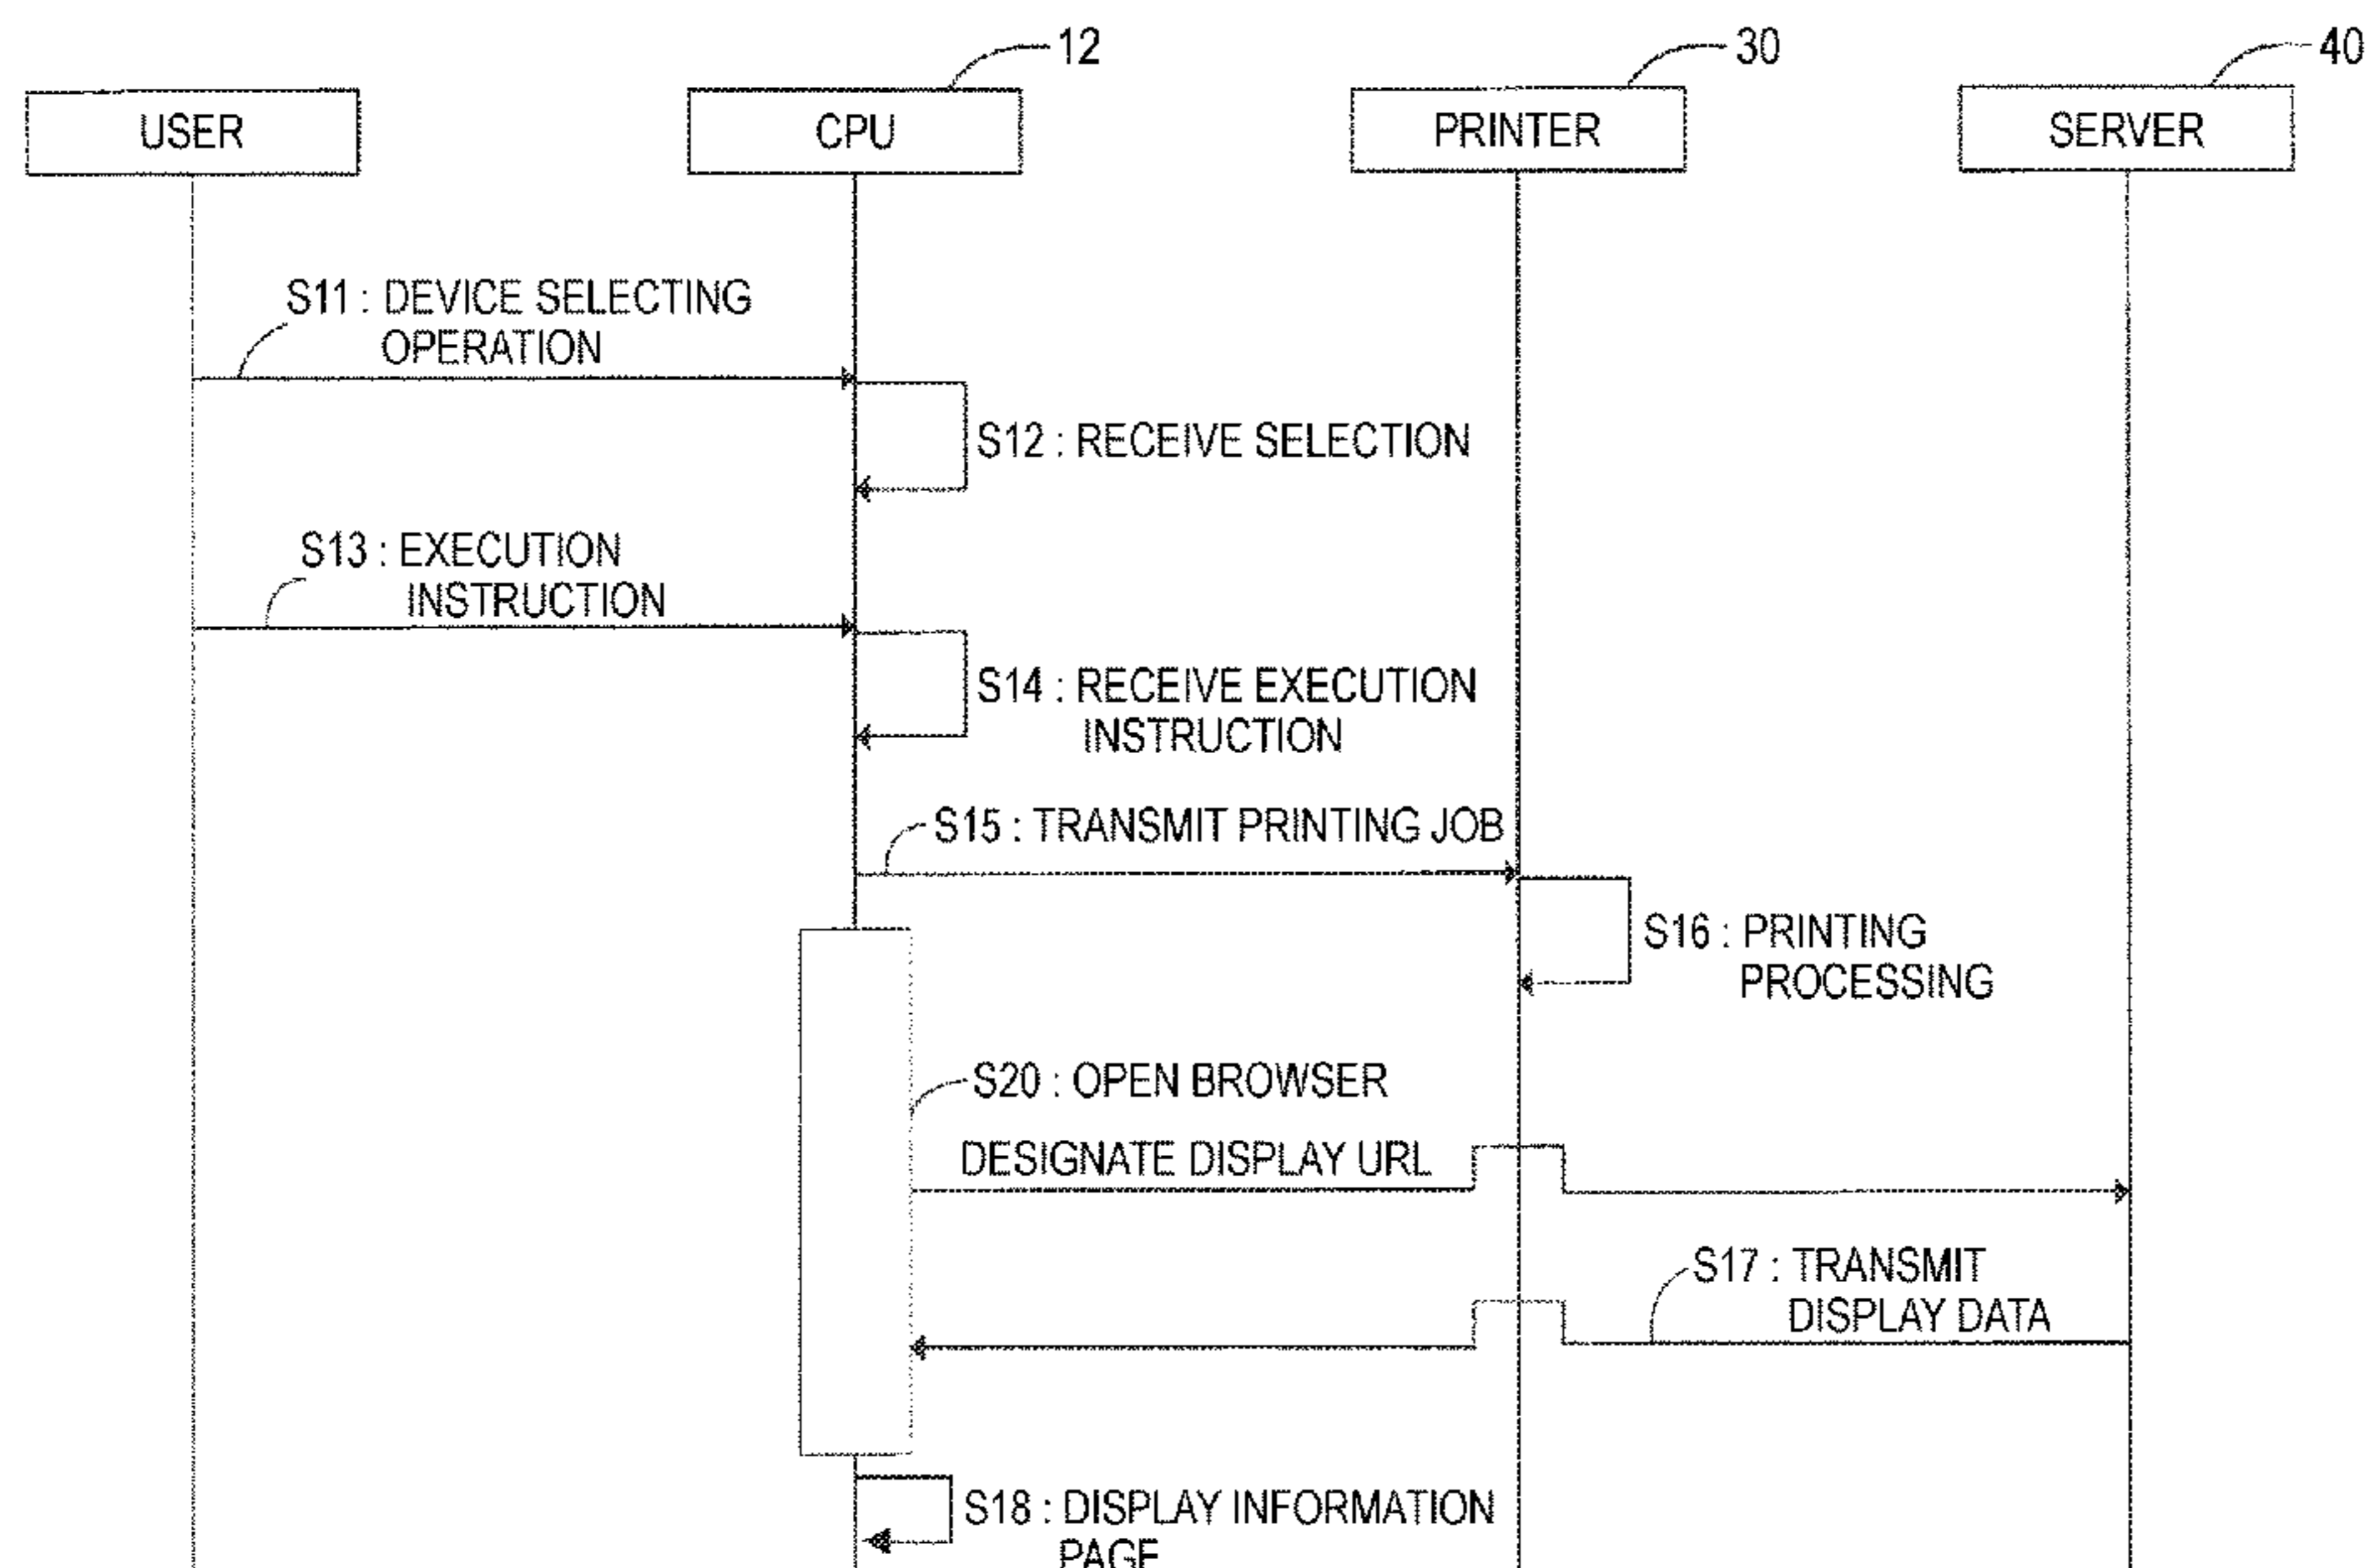 12
30
40
USER
CPU
PRINTER
SERVER
S11 : DEVICE SELECTING
OPERATION
S12 : RECEIVE SELECTION
S13 : EXECUTION
INSTRUCTION
S14 : RECEIVE EXECUTION
INSTRUCTION
S15 : TRANSMIT PRINTING JOB
S16 : PRINTING
PROCESSING
S20 : OPEN BROWSER
DESIGNATE DISPLAY URL
S17 : TRANSMIT
DISPLAY DATA
S18 : DISPLAY INFORMATION
PAGE